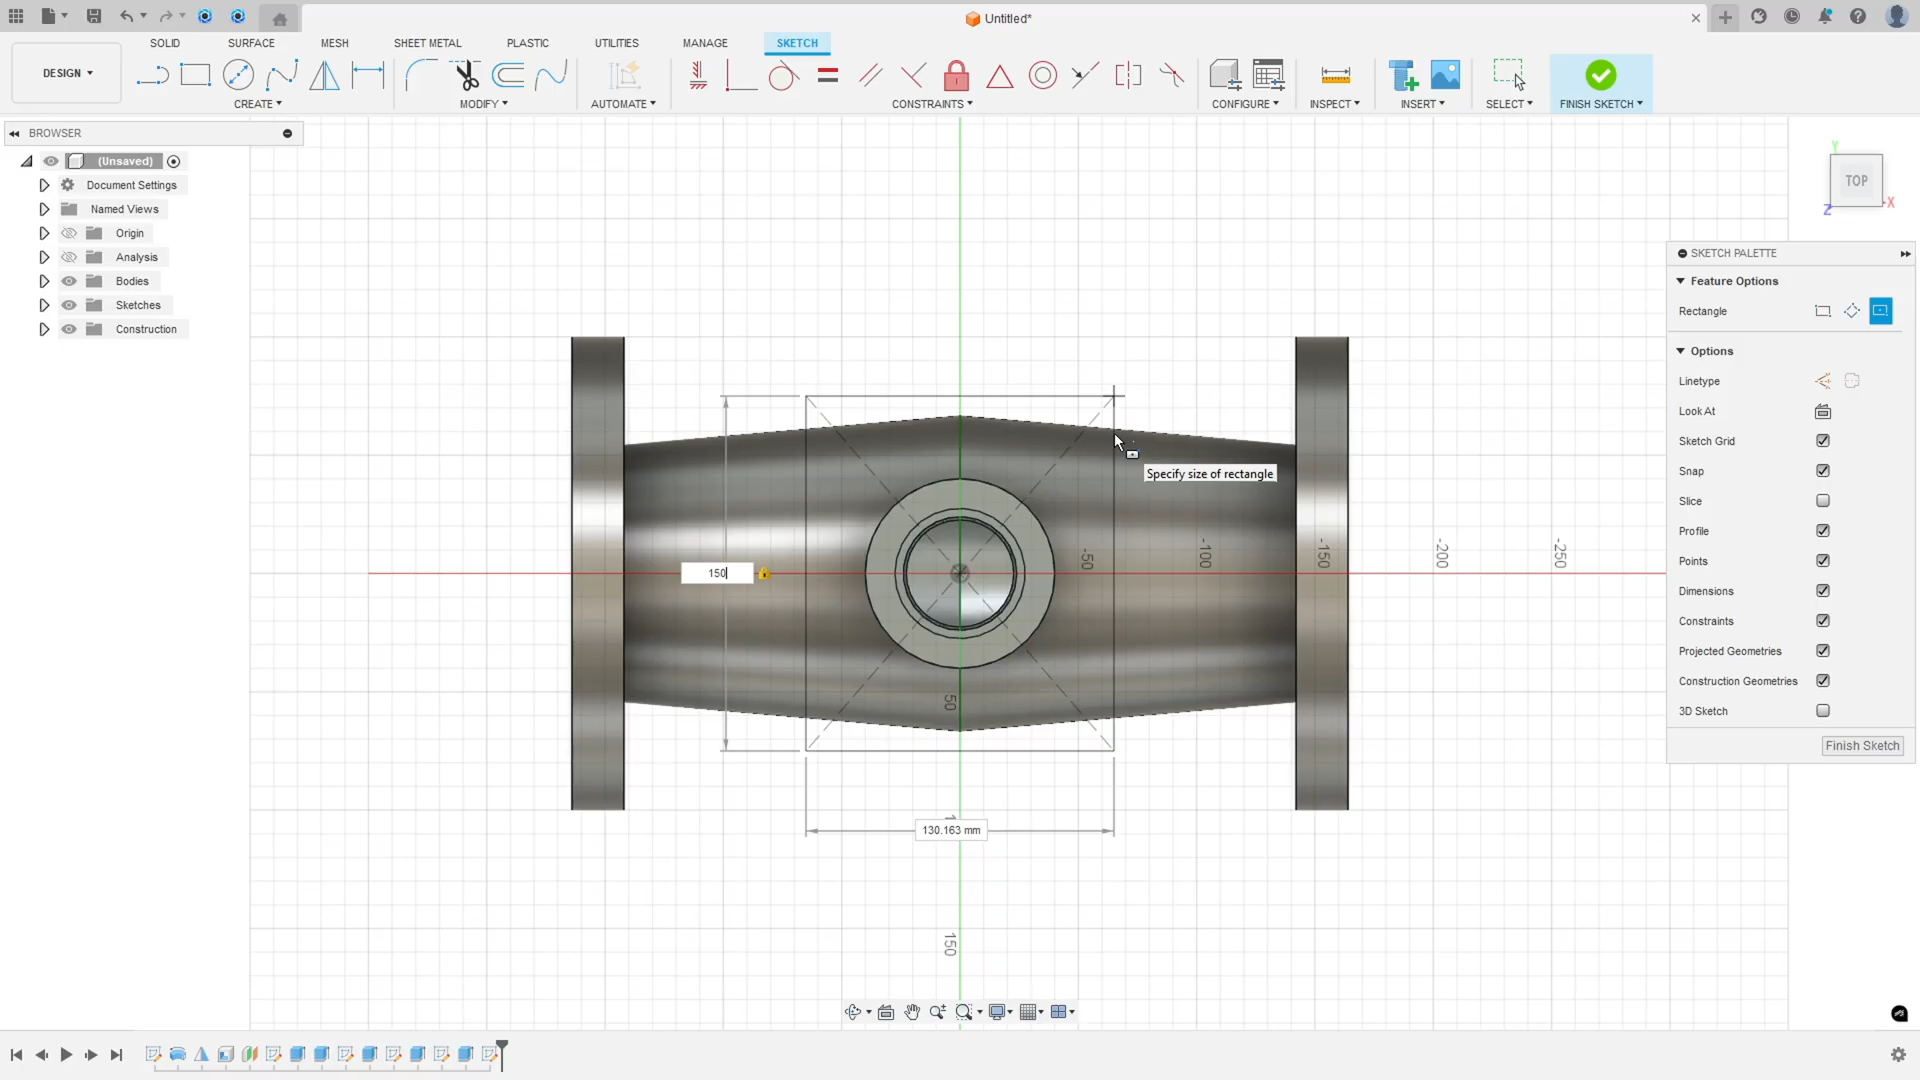 Untitled*
DESIGN
SOLID
SURFACE
MESH
SHEET METAL
PLASTIC
UTILITIES
MANAGE
SKETCH
CREATE
MODIFY
AUTOMATE
CONSTRAINTS
CONFIGURE
INSPECT
INSERT
SELECT
FINISH SKETCH
BROWSER
(Unsaved)
Document Settings
Named Views
Origin
Analysis
Bodies
Sketches
Construction
Y
TOP
X
Z
SKETCH PALETTE
Feature Options
Rectangle
Options
Linetype
Look At
Sketch Grid
Snap
Slice
Profile
Points
Dimensions
Constraints
Projected Geometries
Construction Geometries
3D Sketch
Finish Sketch
Specify size of rectangle
-50
-100
-150
-200
-250
150
50
130.163 mm
150